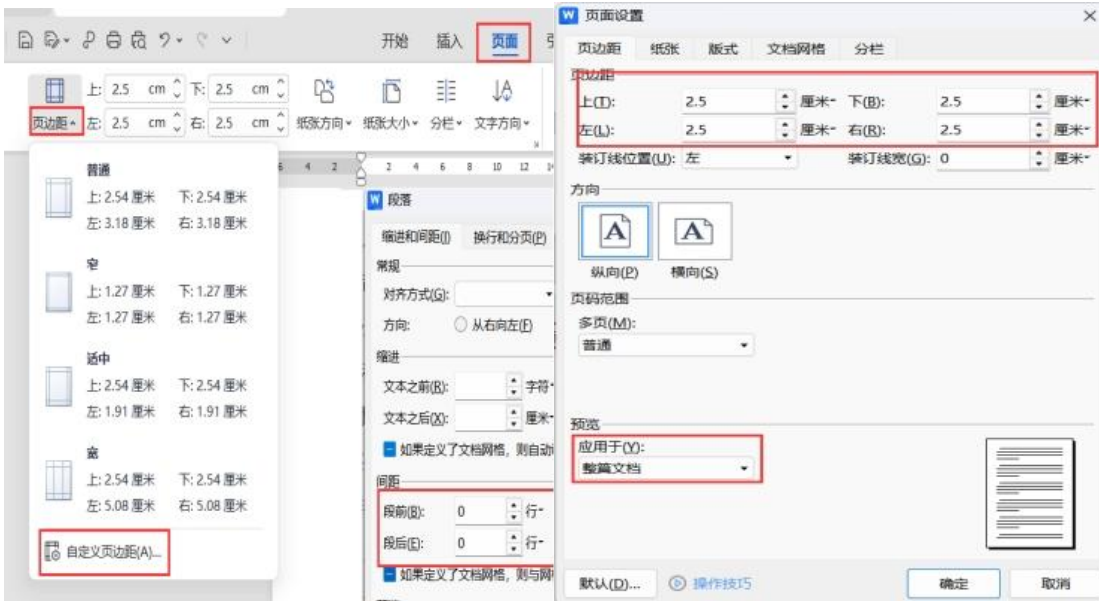 开始 插入 页面
上: 2.5 cm 下: 2.5 cm
页边距 左: 2.5 cm 右: 2.5 cm 纸张方向 纸张大小 分栏 文字方向
普通
上: 2.54 厘米 下: 2.54 厘米
左: 3.18 厘米 右: 3.18 厘米
窄
上: 1.27 厘米 下: 1.27 厘米
左: 1.27 厘米 右: 1.27 厘米
适中
上: 2.54 厘米 下: 2.54 厘米
左: 1.91 厘米 右: 1.91 厘米
宽
上: 2.54 厘米 下: 2.54 厘米
左: 5.08 厘米 右: 5.08 厘米
自定义页边距(A)...
6 4 2 2 4 6 8 10 12
W 段落
缩进和间距(I) 换行和分页(P)
常规
对齐方式(G):
方向: 从右向左(F)
缩进
文本之前(R): 字符
文本之后(X): 厘米
如果定义了文档网格, 则自动
间距
段前(B): 0 行
段后(E): 0 行
如果定义了文档网格, 则与网
W 页面设置
页边距 纸张 版式 文档网格 分栏
页边距
上(T): 2.5 厘米 下(B): 2.5 厘米
左(L): 2.5 厘米 右(R): 2.5 厘米
装订线位置(U): 左 装订线宽(G): 0 厘米
方向
纵向(P) 横向(S)
页码范围
多页(M):
普通
预览
应用于(Y):
整篇文档
默认(D)... 操作技巧 确定 取消